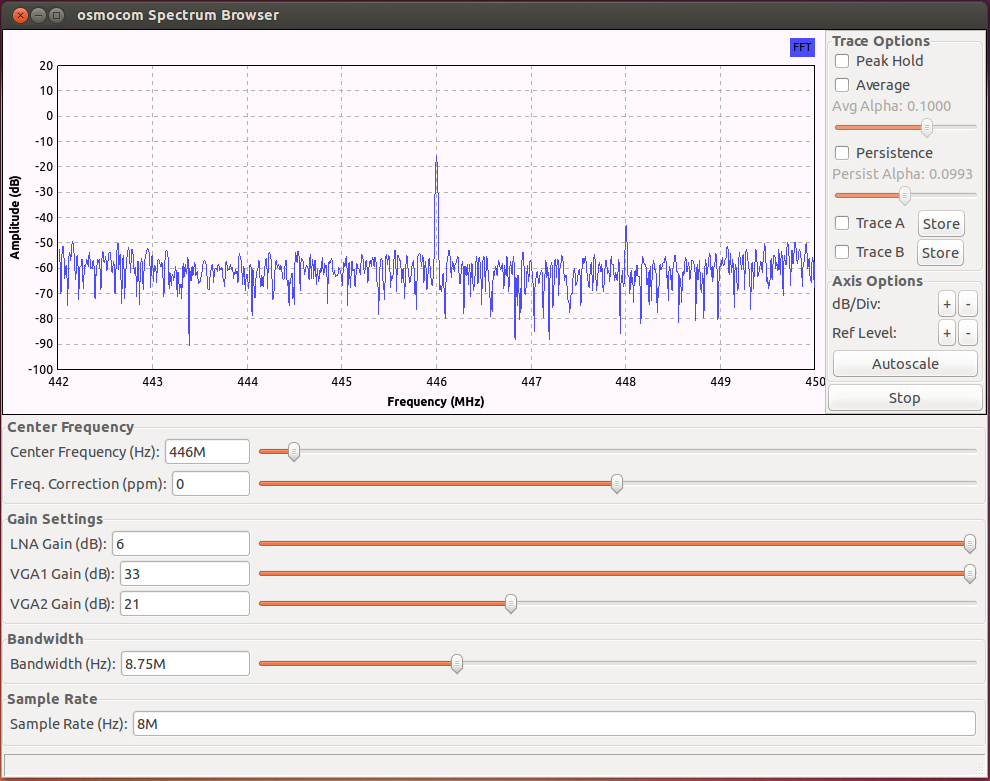 osmocom Spectrum Browser
FFT
20
10
0
-10
-20
-30
-40
-50
-60
-70
-80
-90
-100
Amplitude (dB)
442 443 444 445 446 447 448 449 450
Frequency (MHz)
Trace Options
Peak Hold
Average
Avg Alpha: 0.1000
Persistence
Persist Alpha: 0.0993
Trace A Store
Trace B Store
Axis Options
dB/Div: + -
Ref Level: + -
Autoscale
Stop
Center Frequency
Center Frequency (Hz): 446M
Freq. Correction (ppm): 0
Gain Settings
LNA Gain (dB): 6
VGA1 Gain (dB): 33
VGA2 Gain (dB): 21
Bandwidth
Bandwidth (Hz): 8.75M
Sample Rate
Sample Rate (Hz): 8M